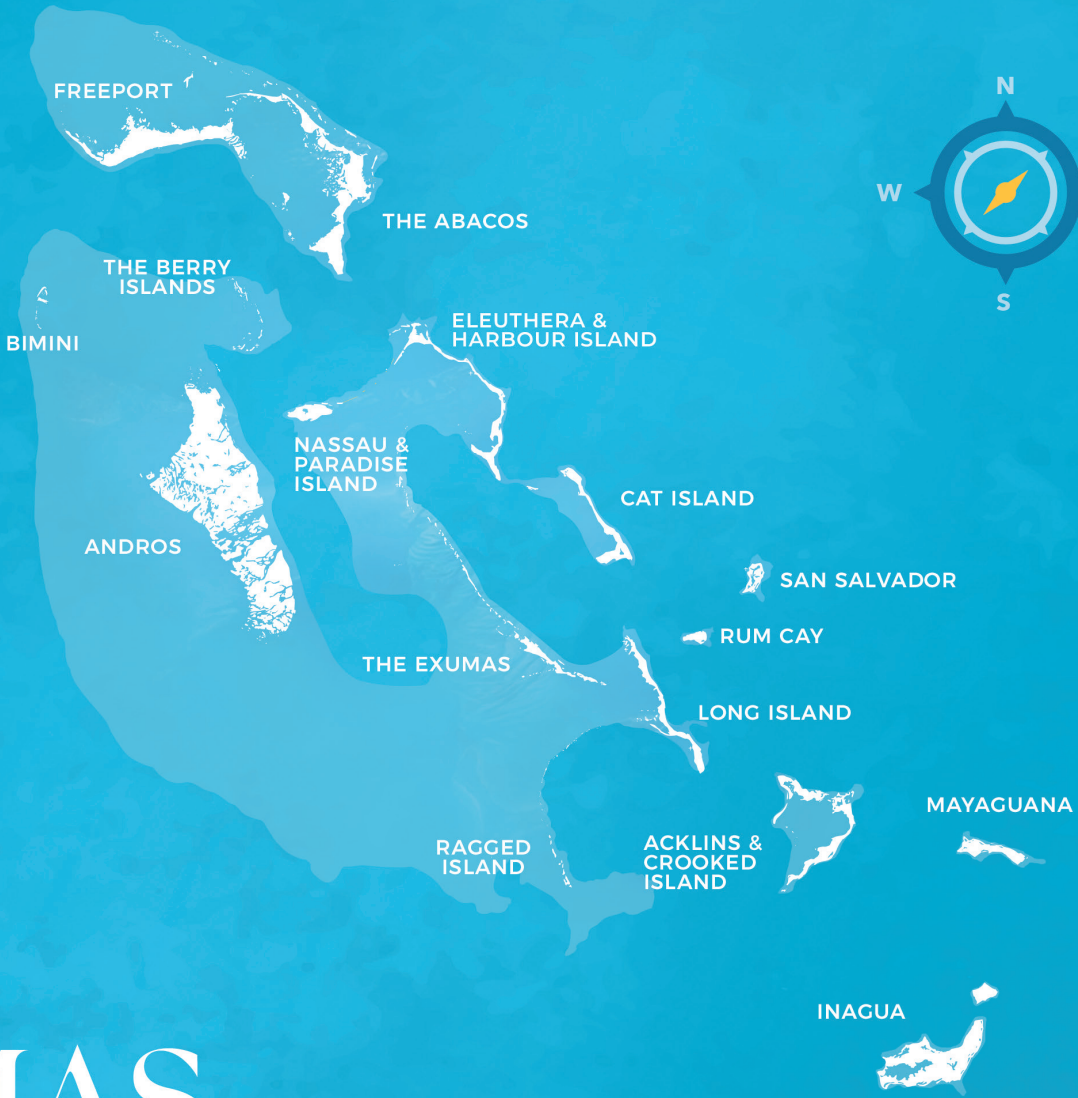 FREEPORT
N
W
THE ABACOS
S
THE BERRY
ISLANDS
BIMINI
ELEUTHERA &
HARBOUR ISLAND
NASSAU &
PARADISE
ISLAND
CAT ISLAND
ANDROS
SAN SALVADOR
RUM CAY
THE EXUMAS
LONG ISLAND
MAYAGUANA
RAGGED
ISLAND
ACKLINS &
CROOKED
ISLAND
INAGUA